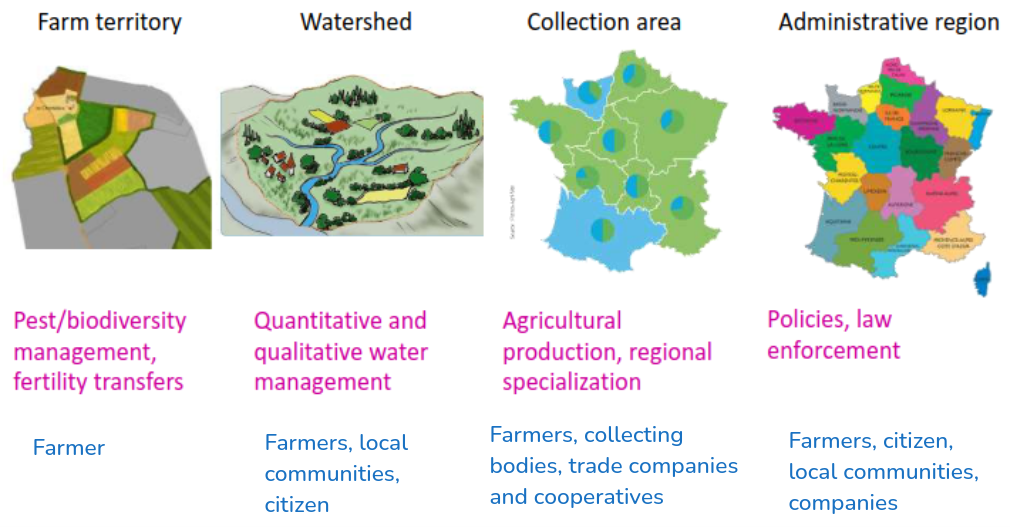 Farm territory
Watershed
Collection area
Administrative region
Pest/biodiversity
management,
fertility transfers
Quantitative and
qualitative water
management
Agricultural
production, regional
specialization
Policies, law
enforcement
Farmer
Farmers, local
communities,
citizen
Farmers, collecting
bodies, trade companies
and cooperatives
Farmers, citizen,
local communities,
companies